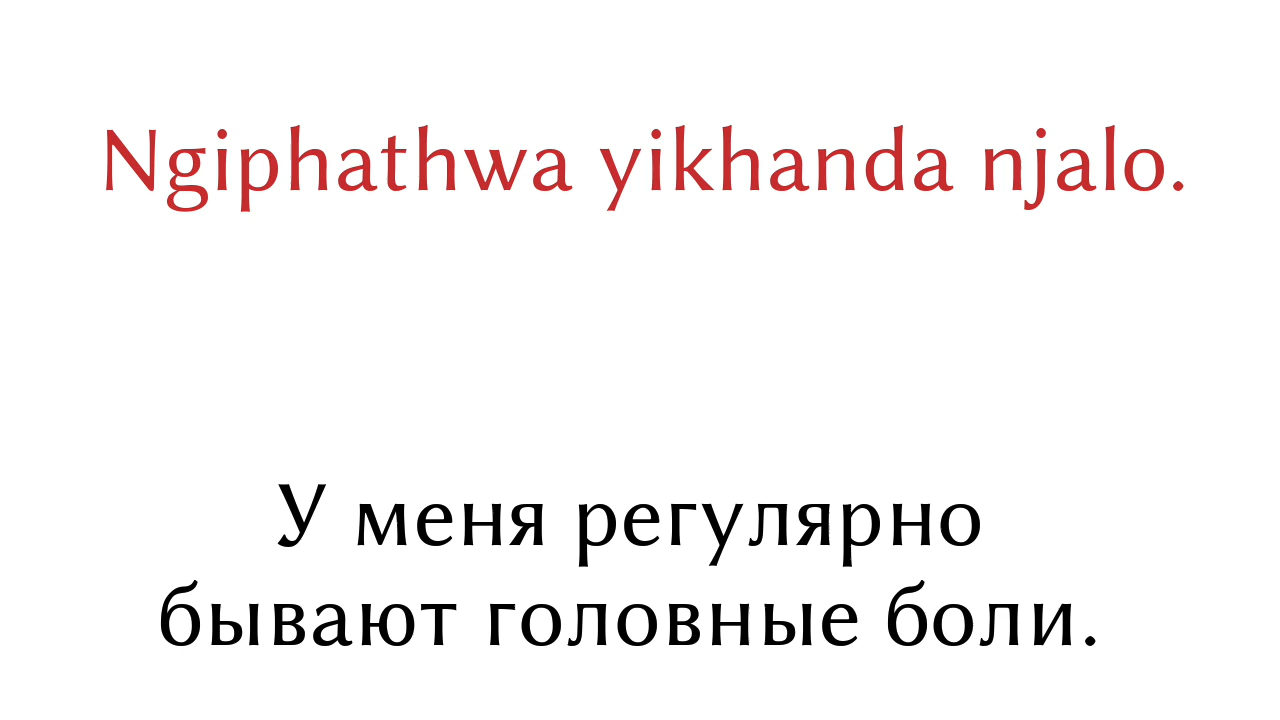 Ngiphathwa yikhanda njalo.
У меня регулярно
бывают головные боли.